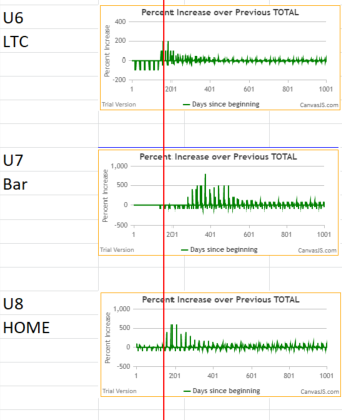 U6
LTC
Percent Increase over Previous TOTAL
Percent Increase
400
200
0
-200
1
201
401
601
801
1001
Trial Version
Days since beginning
CanvasJS.com
U7
Bar
Percent Increase over Previous TOTAL
Percent Increase
1,000
500
0
-500
1
201
401
601
801
1001
Trial Version
Days since beginning
CanvasJS.com
U8
HOME
Percent Increase over Previous TOTAL
Percent Increase
1,000
500
0
-500
1
201
401
601
801
1001
Trial Version
Days since beginning
CanvasJS.com